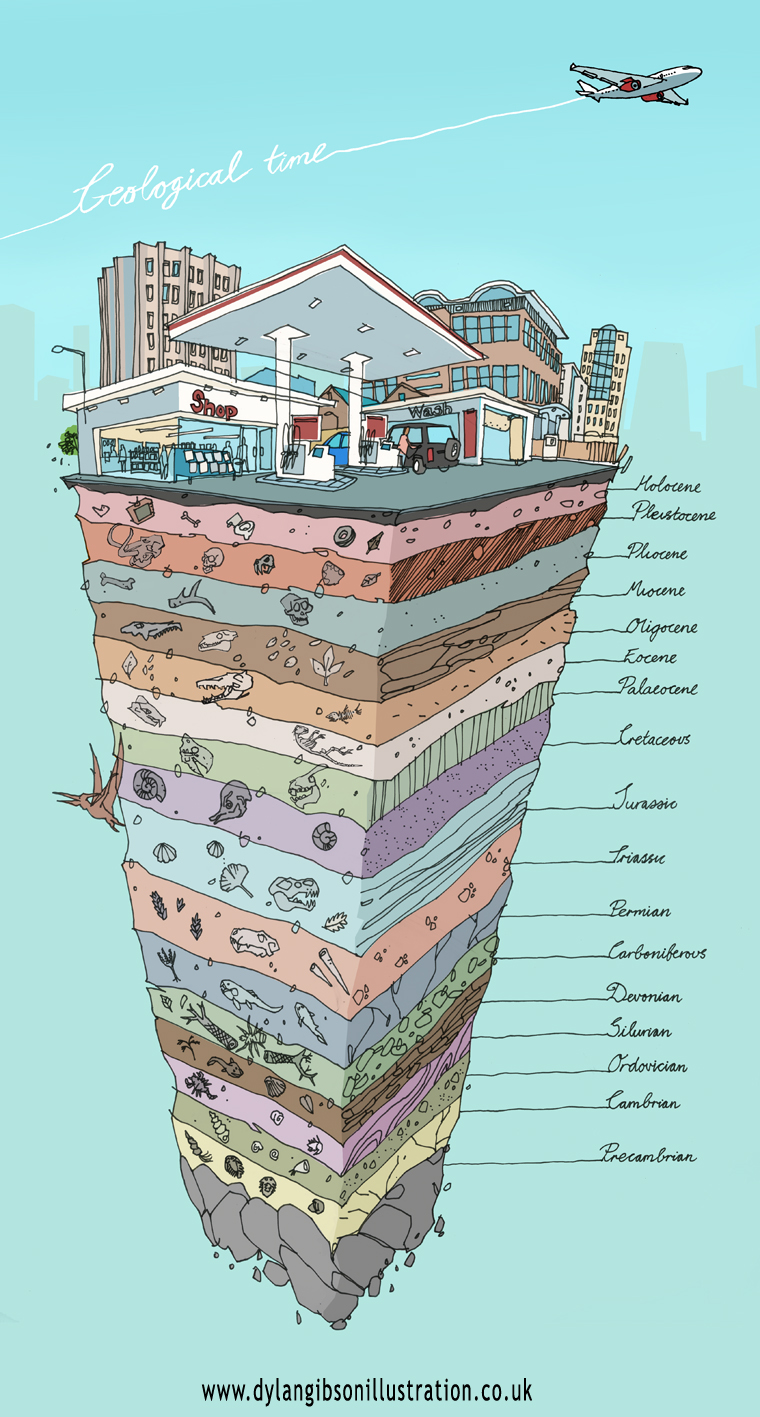 Geological time
Shop
Wash
Holocene
Pleistocene
Pliocene
Miocene
Oligocene
Eocene
Palaeocene
Cretaceous
Jurassic
Triassic
Permian
Carboniferous
Devonian
Silurian
Ordovician
Cambrian
Precambrian
www.dylangibsonillustration.co.uk